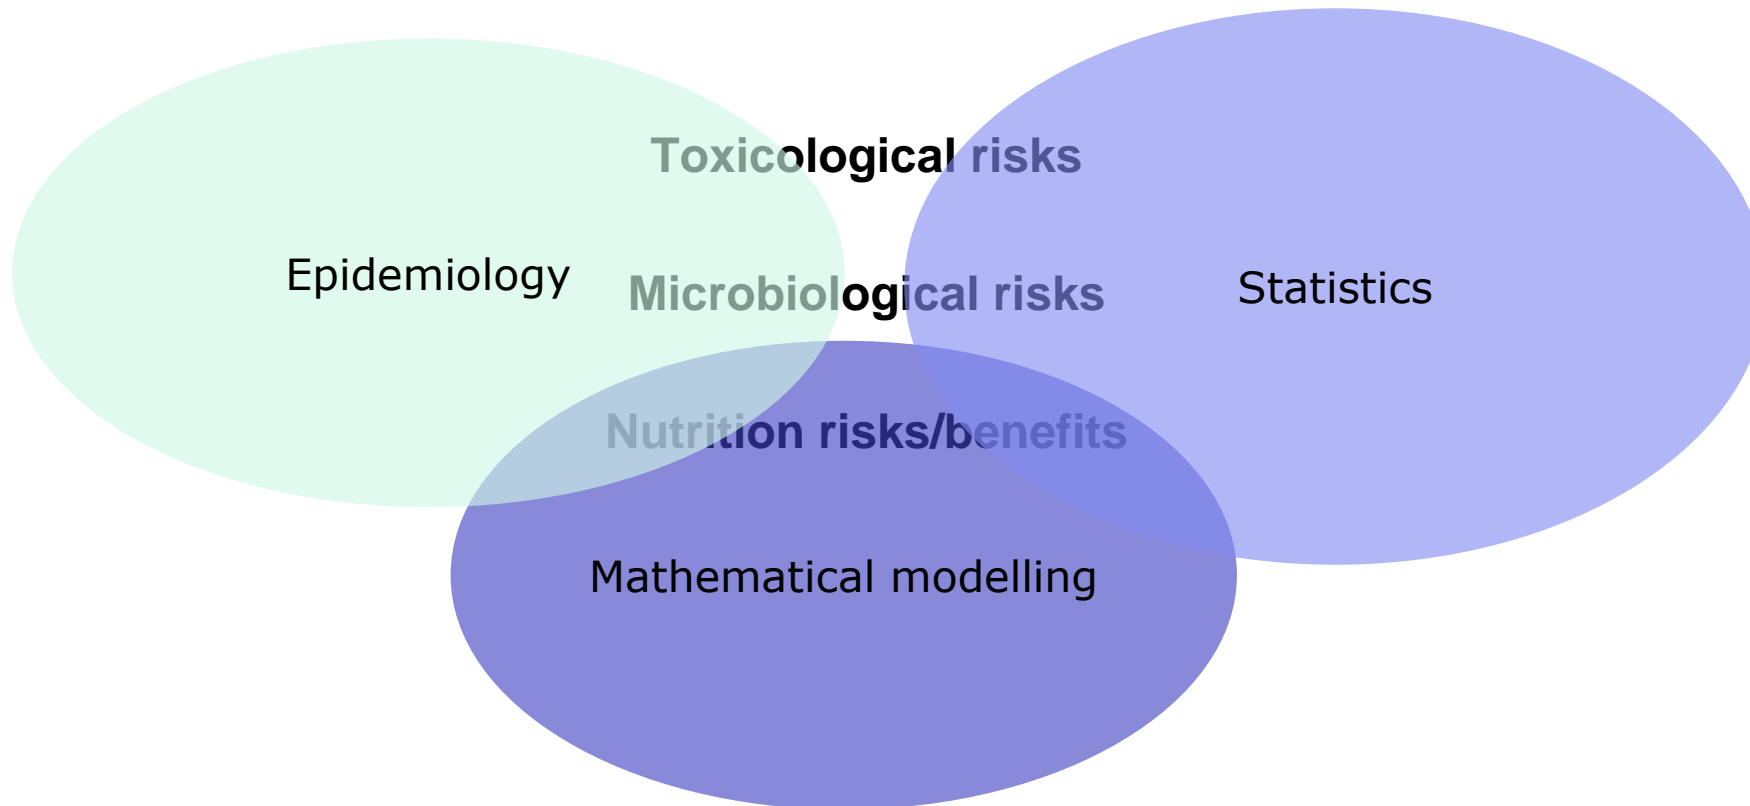 Toxicological risks
Epidemiology
Microbiological risks
Statistics
Nutrition risks/benefits
Mathematical modelling